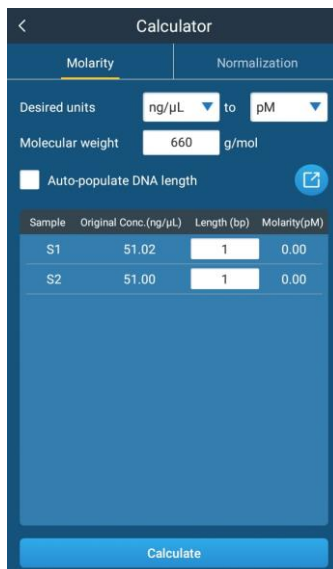 Calculator
Molarity Normalization
Desired units ng/µL to pM
Molecular weight 660 g/mol
Auto-populate DNA length
Sample Original Conc.(ng/µL) Length (bp) Molarity(pM)
S1 51.02 1 0.00
S2 51.00 1 0.00
Calculate